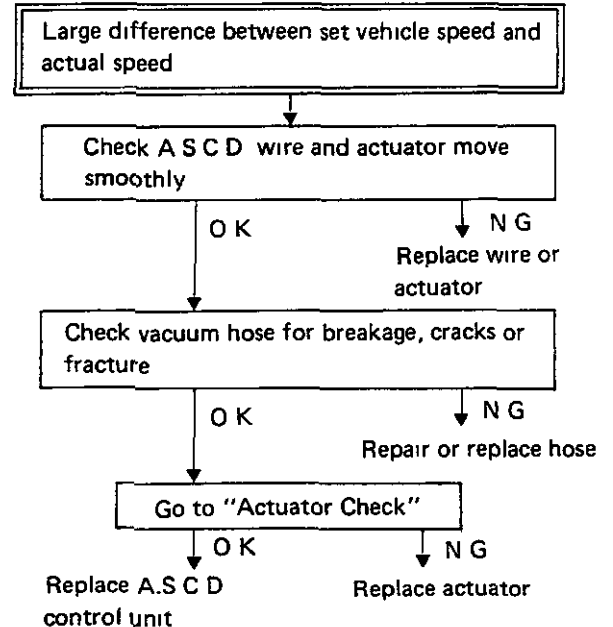 Large difference between set vehicle speed and
actual speed
Check A S C D wire and actuator move
smoothly
O K
N G
Replace wire or
actuator
Check vacuum hose for breakage, cracks or
fracture
O K
N G
Repair or replace hose
Go to "Actuator Check"
O K
N G
Replace A.S C D
control unit
Replace actuator